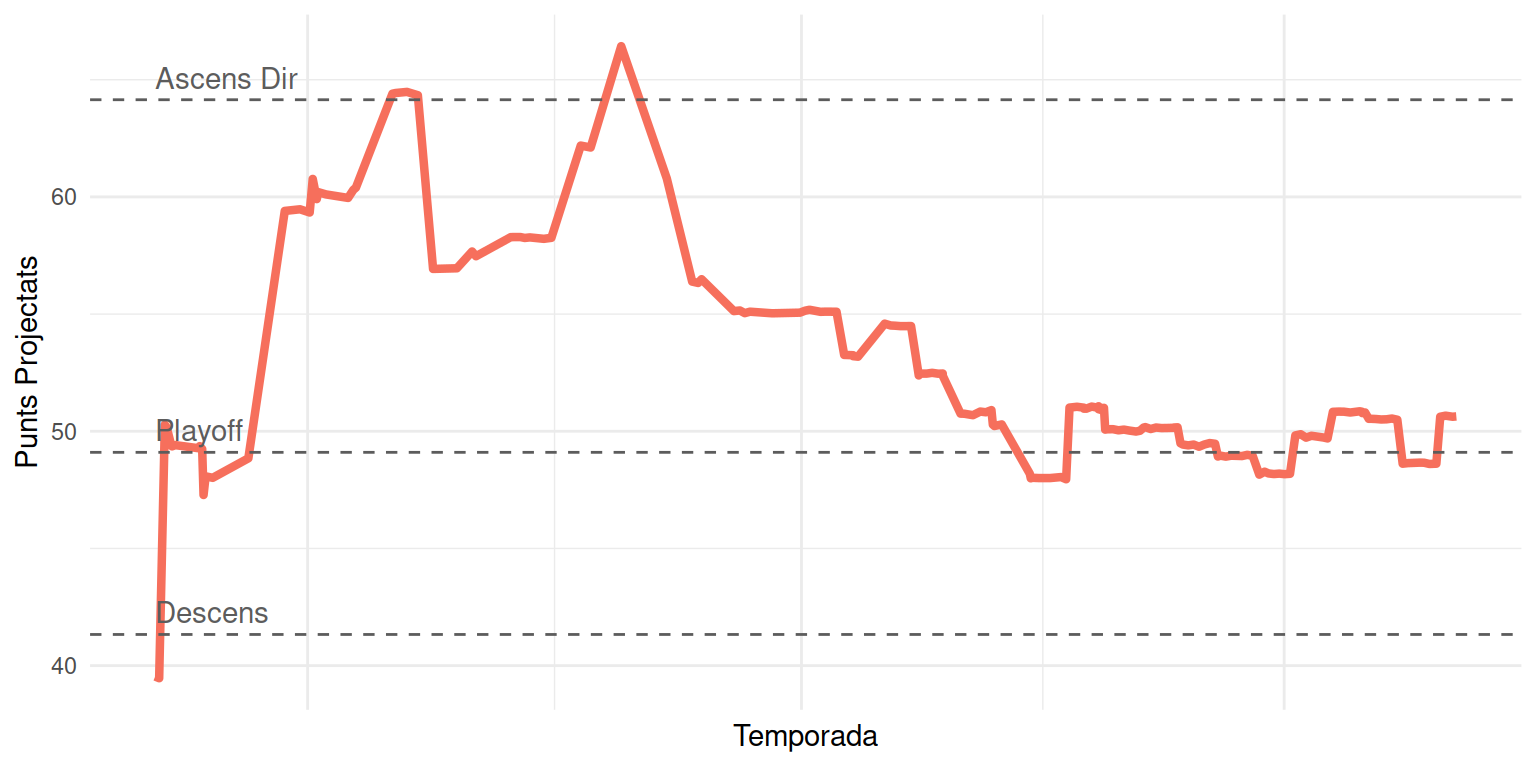 Ascens Dir
60
Punts Projectats
Playoff
50
Descens
40
Temporada